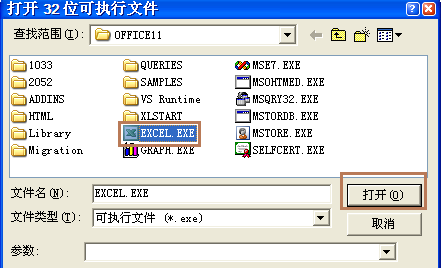 打开 32 位可执行文件
查找范围(I): OFFICE11
1033 QUERIES MSE7.EXE
2052 SAMPLES MSOHTMED.EXE
ADDINS VS Runtime MSQRY32.EXE
HTML XLSTART MSTORDB.EXE
Library EXCEL.EXE MSTORE.EXE
Migration GRAPH.EXE SELFCERT.EXE
文件名(N): EXCEL.EXE 打开(O)
文件类型(T): 可执行文件 (*.exe) 取消
参数: